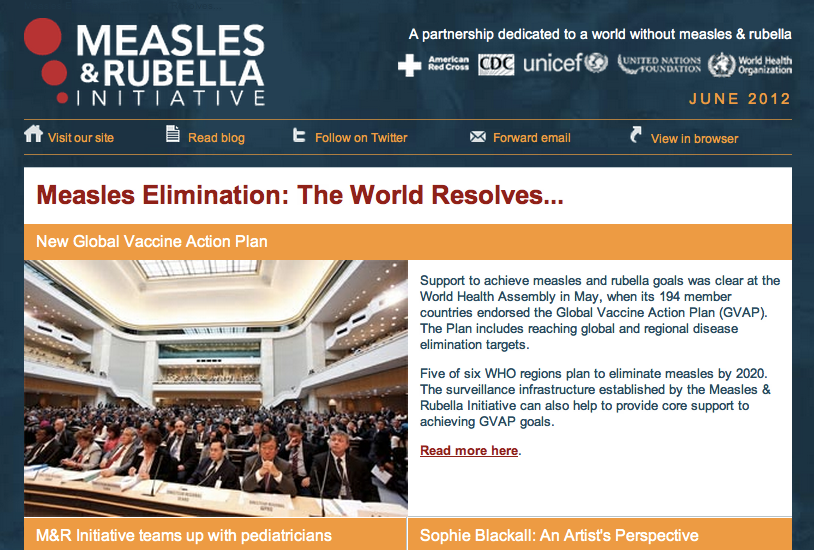 MEASLES
& RUBELLA
INITIATIVE
A partnership dedicated to a world without measles & rubella
American
Red Cross
CDC
unicef
UNITED NATIONS
FOUNDATION
World Health
Organization
JUNE 2012
Visit our site
Read blog
Follow on Twitter
Forward email
View in browser
Measles Elimination: The World Resolves...
New Global Vaccine Action Plan
Support to achieve measles and rubella goals was clear at the
World Health Assembly in May, when its 194 member
countries endorsed the Global Vaccine Action Plan (GVAP).
The Plan includes reaching global and regional disease
elimination targets.
Five of six WHO regions plan to eliminate measles by 2020.
The surveillance infrastructure established by the Measles &
Rubella Initiative can also help to provide core support to
achieving GVAP goals.
Read more here.
M&R Initiative teams up with pediatricians
Sophie Blackall: An Artist's Perspective